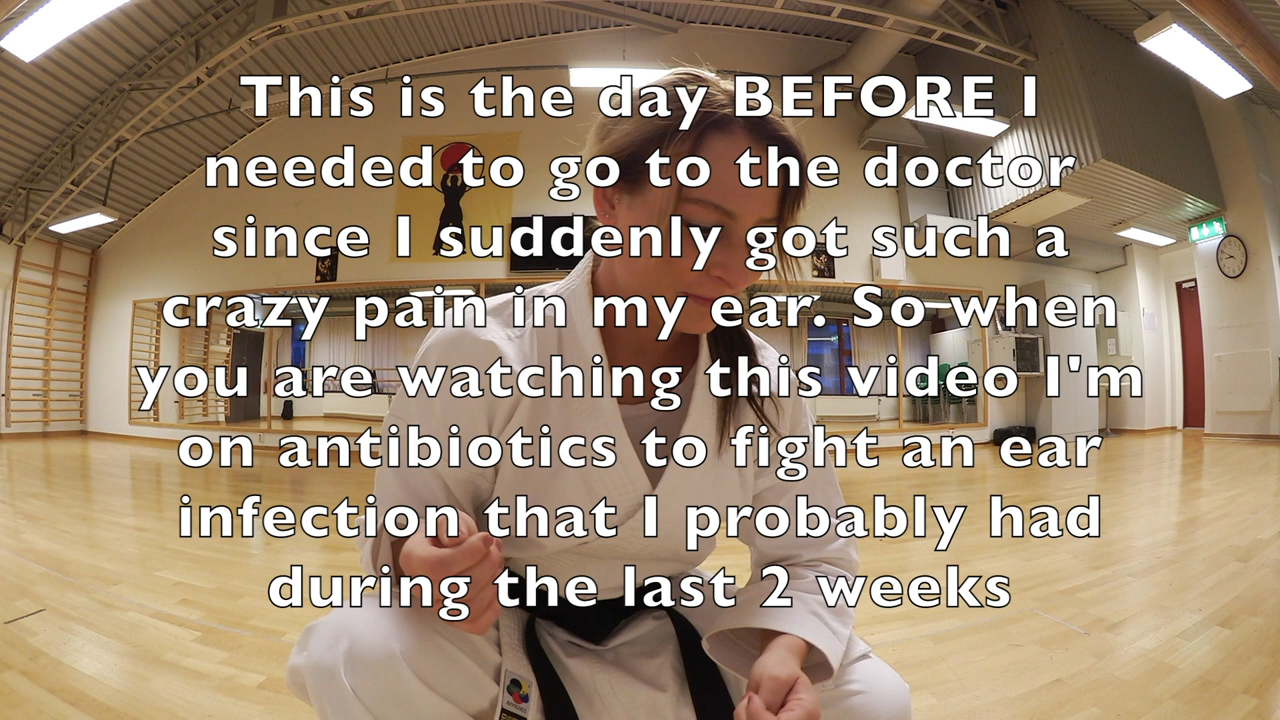 This is the day BEFORE I
needed to go to the doctor
since I suddenly got such a
crazy pain in my ear. So when
you are watching this video I'm
on antibiotics to fight an ear
infection that I probably had
during the last 2 weeks